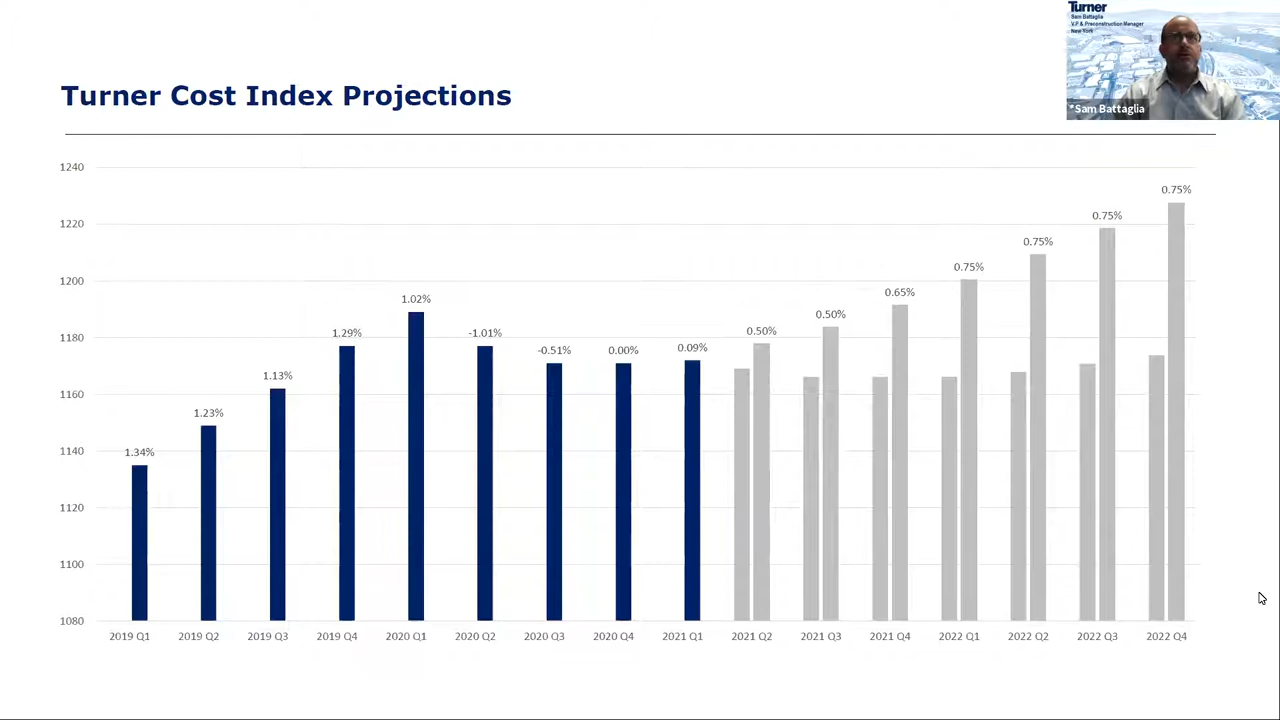 Turner
Sam Battaglia
V.P & Preconstruction Manager
New York
*Sam Battaglia
Turner Cost Index Projections
1240
1220
1200
1180
1160
1140
1120
1100
1080
1.34%
1.23%
1.13%
1.29%
1.02%
-1.01%
-0.51%
0.00%
0.09%
0.50%
0.50%
0.65%
0.75%
0.75%
0.75%
0.75%
2019 Q1
2019 Q2
2019 Q3
2019 Q4
2020 Q1
2020 Q2
2020 Q3
2020 Q4
2021 Q1
2021 Q2
2021 Q3
2021 Q4
2022 Q1
2022 Q2
2022 Q3
2022 Q4